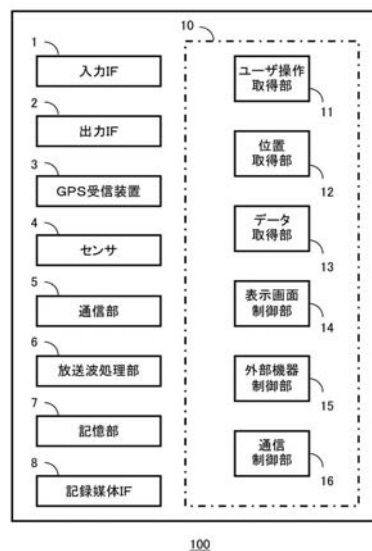 1
入力IF
2
出力IF
3
GPS受信装置
4
センサ
5
通信部
6
放送波処理部
7
記憶部
8
記録媒体IF
10
ユーザ操作
取得部
11
位置
取得部
12
データ
取得部
13
表示画面
制御部
14
外部機器
制御部
15
通信
制御部
16
100